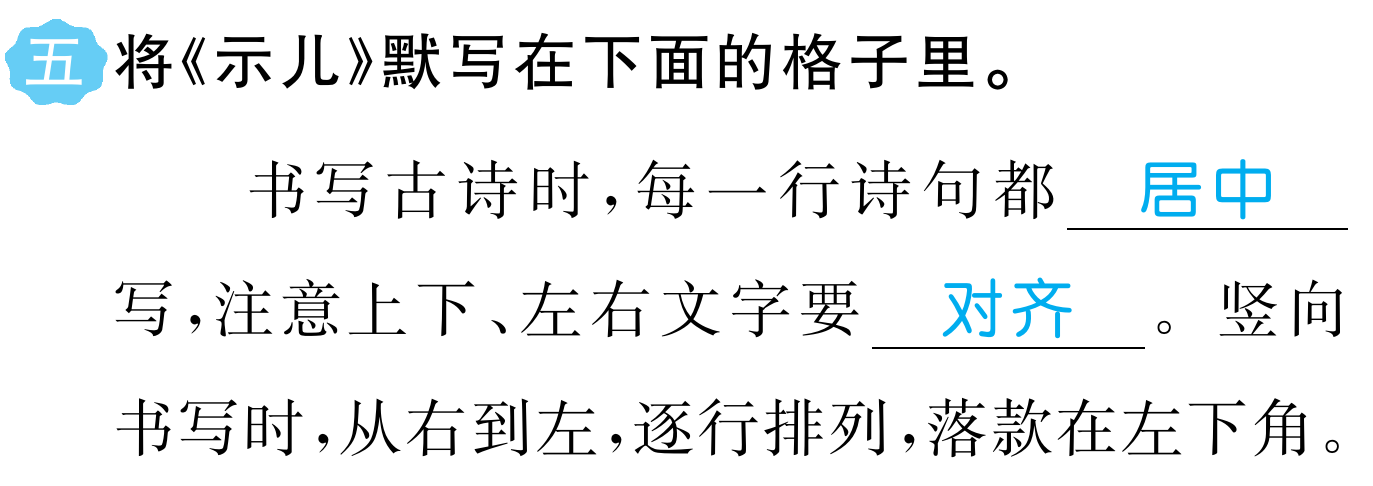 五 将《示儿》默写在下面的格子里。
书写古诗时,每一行诗句都 居中
写,注意上下、左右文字要 对齐 。竖向
书写时,从右到左,逐行排列,落款在左下角。